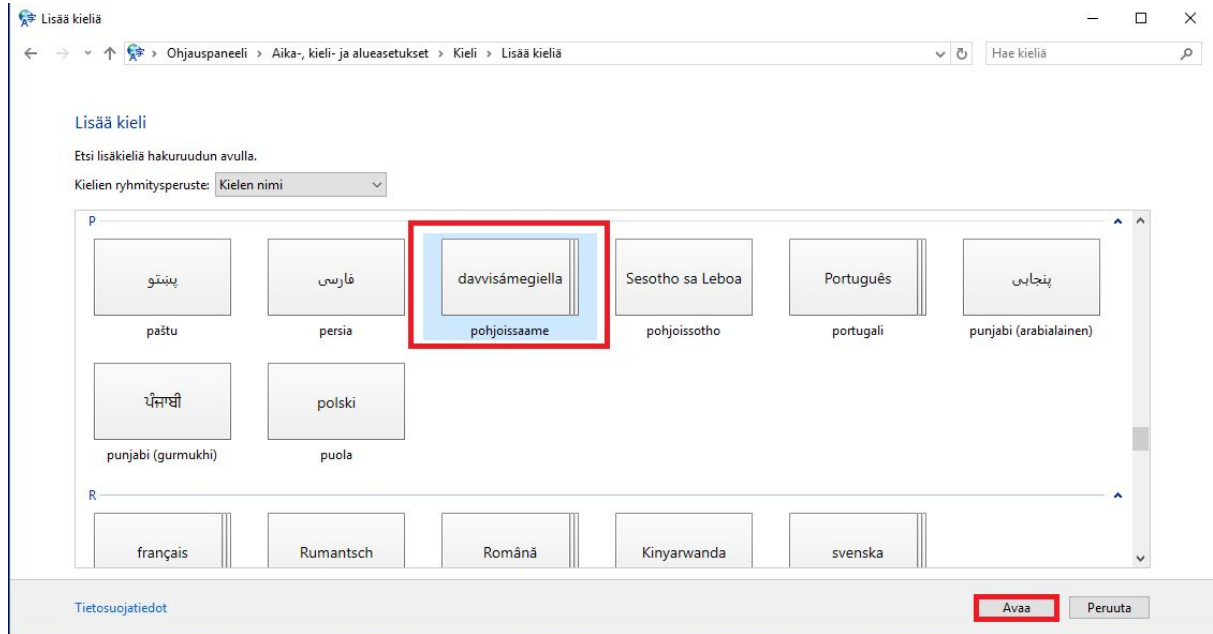 Lisää kieliä
Ohjauspaneeli › Aika-, kieli- ja alueasetukset › Kieli › Lisää kieliä
Hae kieliä
Lisää kieli
Etsi lisäkieliä hakuruudun avulla.
Kielien ryhmitysperuste: Kielen nimi
P
پښتو فارسی davvisámegiella Sesotho sa Leboa Português پنجابی
paštu persia pohjoissaame pohjoissotho portugali punjabi (arabialainen)
ਪੰਜਾਬੀ polski
punjabi (gurmukhi) puola
R
français Rumantsch Română Kinyarwanda svenska
Tietosuojatiedot Avaa Peruuta